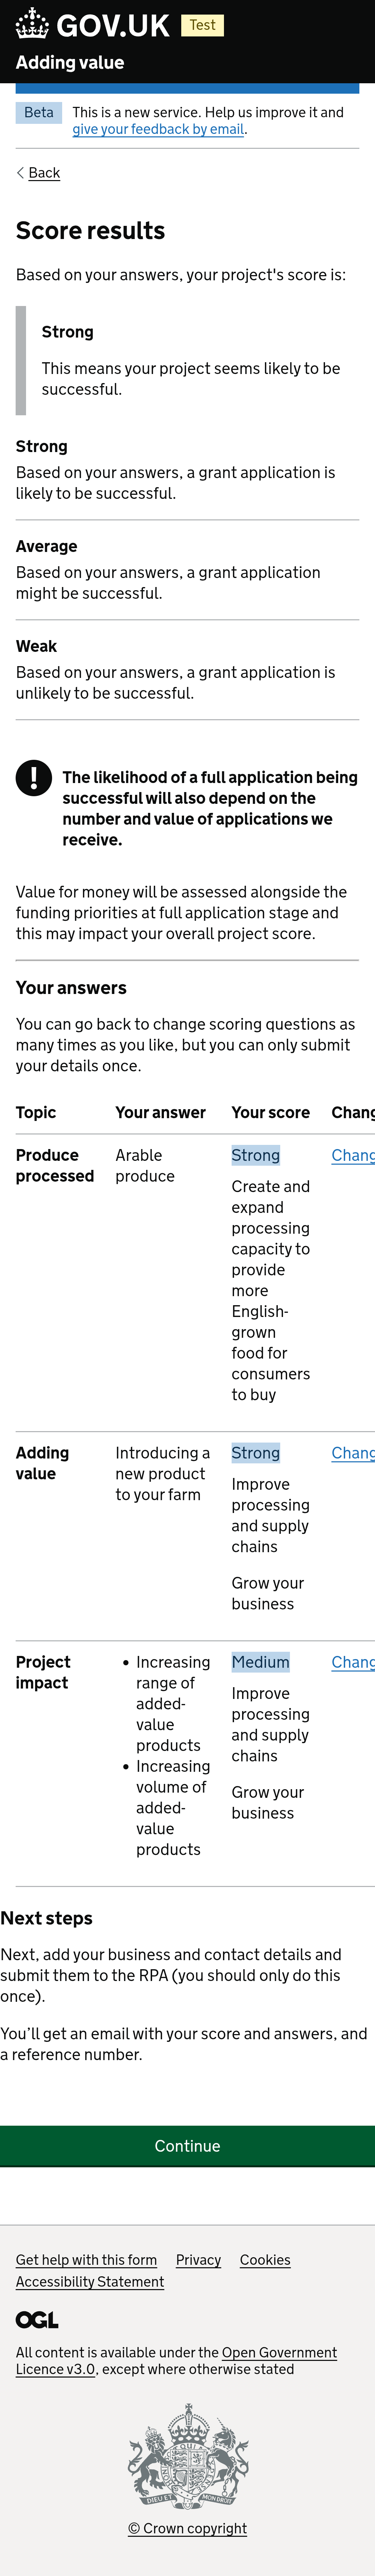 GOV.UK Test
Adding value
Beta
This is a new service. Help us improve it and
give your feedback by email.
Back
Score results
Based on your answers, your project's score is:
Strong
This means your project seems likely to be
successful.
Strong
Based on your answers, a grant application is
likely to be successful.
Average
Based on your answers, a grant application
might be successful.
Weak
Based on your answers, a grant application is
unlikely to be successful.
! The likelihood of a full application being
successful will also depend on the
number and value of applications we
receive.
Value for money will be assessed alongside the
funding priorities at full application stage and
this may impact your overall project score.
Your answers
You can go back to change scoring questions as
many times as you like, but you can only submit
your details once.
Topic Your answer Your score Chang
Produce
processed
Arable
produce
Strong
Create and
expand
processing
capacity to
provide
more
English-
grown
food for
consumers
to buy
Chang
Adding
value
Introducing a
new product
to your farm
Strong
Improve
processing
and supply
chains
Grow your
business
Chang
Project
impact
• Increasing
range of
added-
value
products
• Increasing
volume of
added-
value
products
Medium
Improve
processing
and supply
chains
Grow your
business
Chang
Next steps
Next, add your business and contact details and
submit them to the RPA (you should only do this
once).
You’ll get an email with your score and answers, and
a reference number.
Continue
Get help with this form Privacy Cookies
Accessibility Statement
OGL
All content is available under the Open Government
Licence v3.0, except where otherwise stated
DIEU ET MON DROIT
© Crown copyright